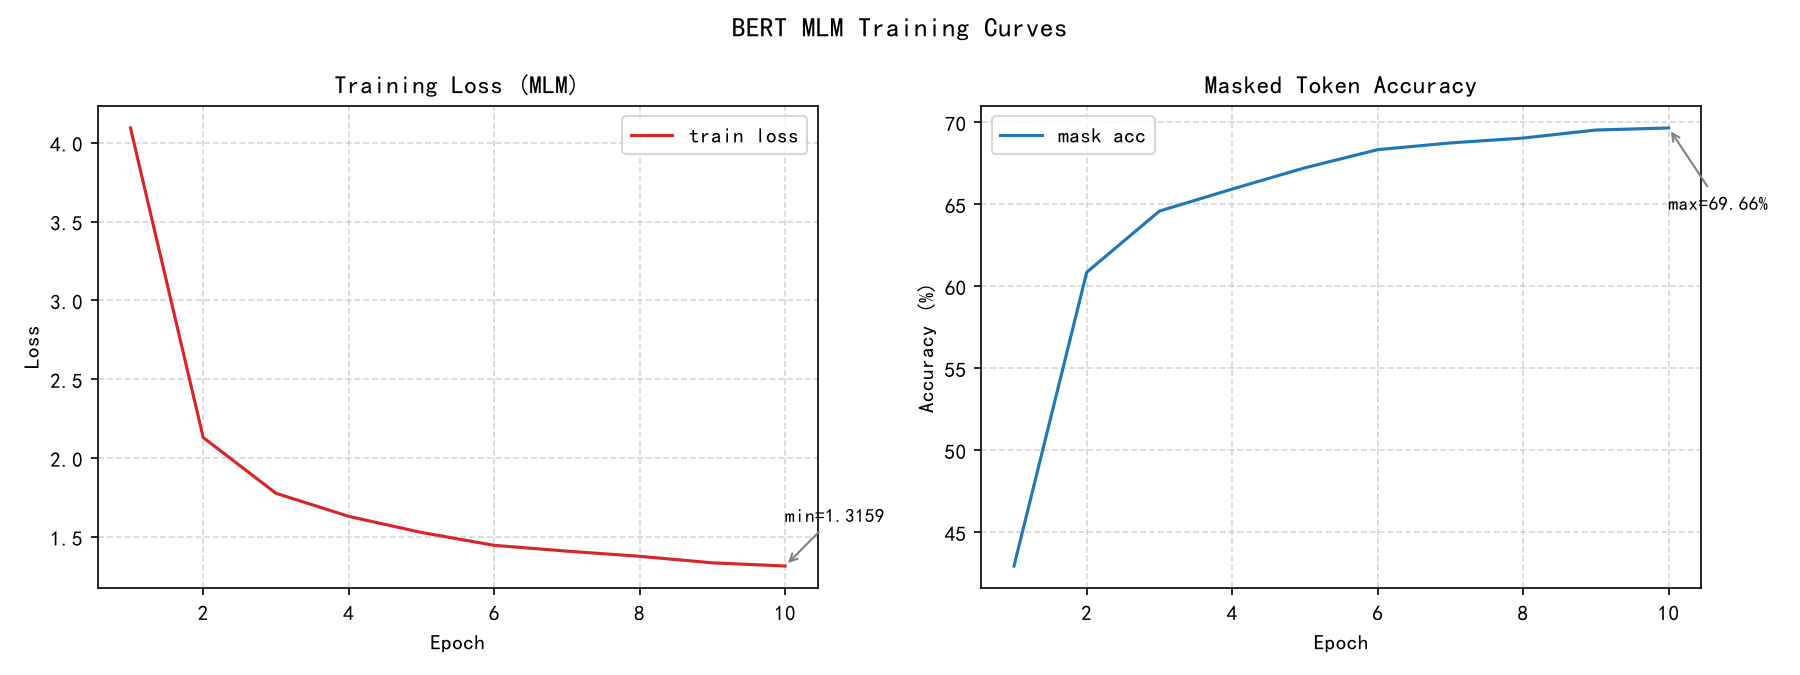 BERT MLM Training Curves
Training Loss (MLM)
train loss
4.0
3.5
3.0
2.5
2.0
1.5
Loss
min=1.3159
2 4 6 8 10
Epoch
Masked Token Accuracy
mask acc
70
65
60
55
50
45
Accuracy (%)
max=69.66%
2 4 6 8 10
Epoch